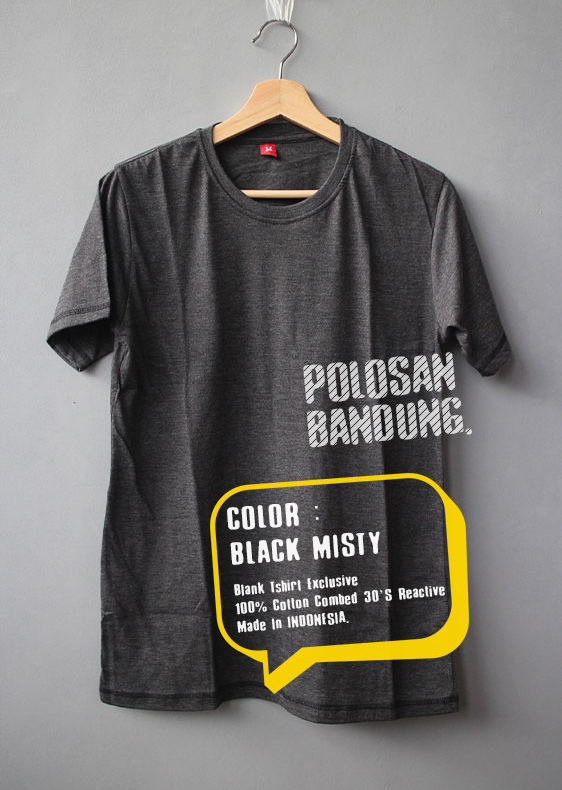 POLOSAN
BANDUNG.
COLOR :
BLACK MISTY
Blank Tshirt Exclusive
100% Cotton Combed 30'S Reactive
Made In INDONESIA.